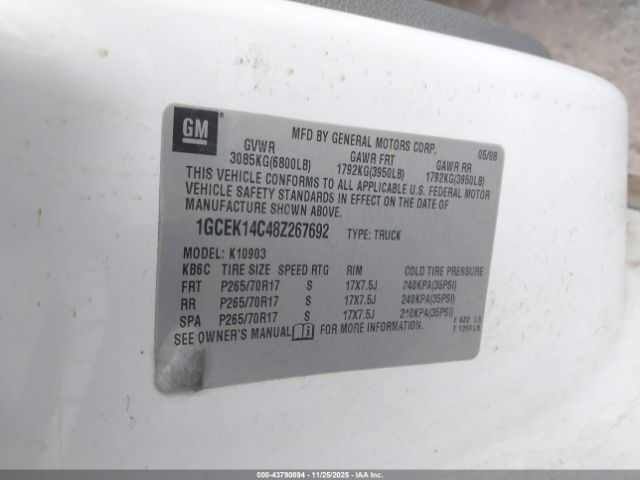 GM
MFD BY GENERAL MOTORS CORP. 05/08
GVWR GAWR FRT GAWR RR
3085KG(6800LB) 1792KG(3950LB) 1792KG(3950LB)
THIS VEHICLE CONFORMS TO ALL APPLICABLE U.S. FEDERAL MOTOR
VEHICLE SAFETY STANDARDS IN EFFECT ON THE DATE OF
MANUFACTURE SHOWN ABOVE.
1GCEK14C48Z267692 TYPE: TRUCK
MODEL: K10903
KB6C TIRE SIZE SPEED RTG RIM COLD TIRE PRESSURE
FRT P265/70R17 S 17X7.5J 240KPA(35PSI)
RR P265/70R17 S 17X7.5J 240KPA(35PSI)
SPA P265/70R17 S 17X7.5J 240KPA(35PSI)
SEE OWNER'S MANUAL FOR MORE INFORMATION.
000-43790894 - 11/25/2025 - COPYRIGHT IAA, LLC